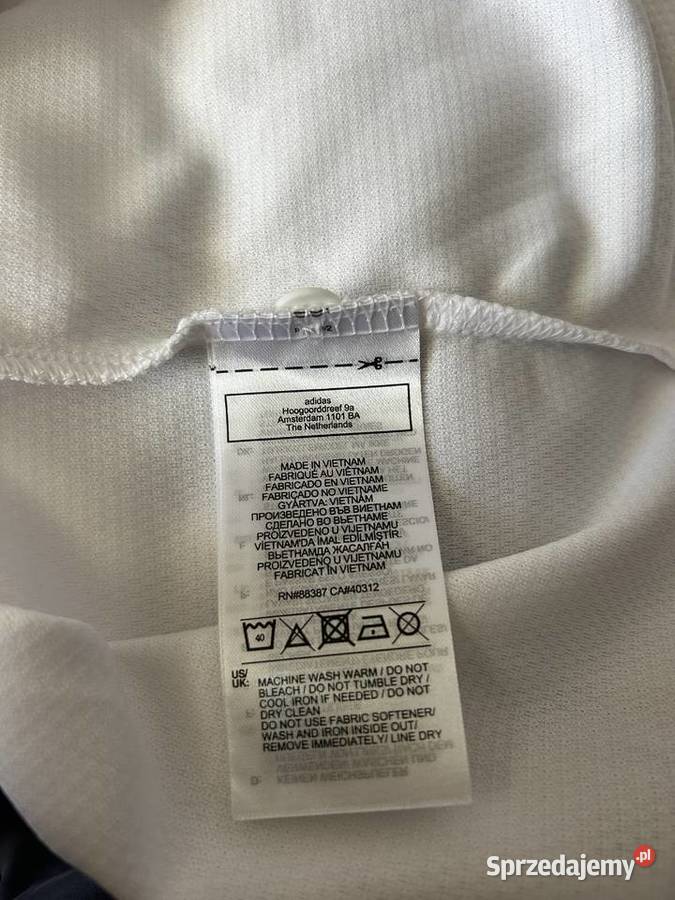 adidas
Hoogoorddreef 9a
Amsterdam 1101 BA
The Netherlands
MADE IN VIETNAM
FABRIQUÉ AU VIÊTNAM
FABRICADO EN VIETNAM
FABRICADO NO VIETNAME
GYÁRTVA: VIETNÁM
ПРОИЗВЕДЕНО ВЪВ ВИЕТНАМ
СДЕЛАНО ВО ВЬЕТНАМЕ
PROIZVEDENO U VIJETNAMU
VİETNAM'DA İMAL EDİLMİŞTİR.
ВЬЕТНАМДА ЖАСАЛҒАН
PROIZVEDENO U VIJETNAMU
FABRICAT ÎN VIETNAM
RN#88387 CA#40312
40
US/
UK: MACHINE WASH WARM / DO NOT
BLEACH / DO NOT TUMBLE DRY /
COOL IRON IF NEEDED / DO NOT
DRY CLEAN
DO NOT USE FABRIC SOFTENER/
WASH AND IRON INSIDE OUT/
REMOVE IMMEDIATELY/ LINE DRY
Sprzedajemy.pl